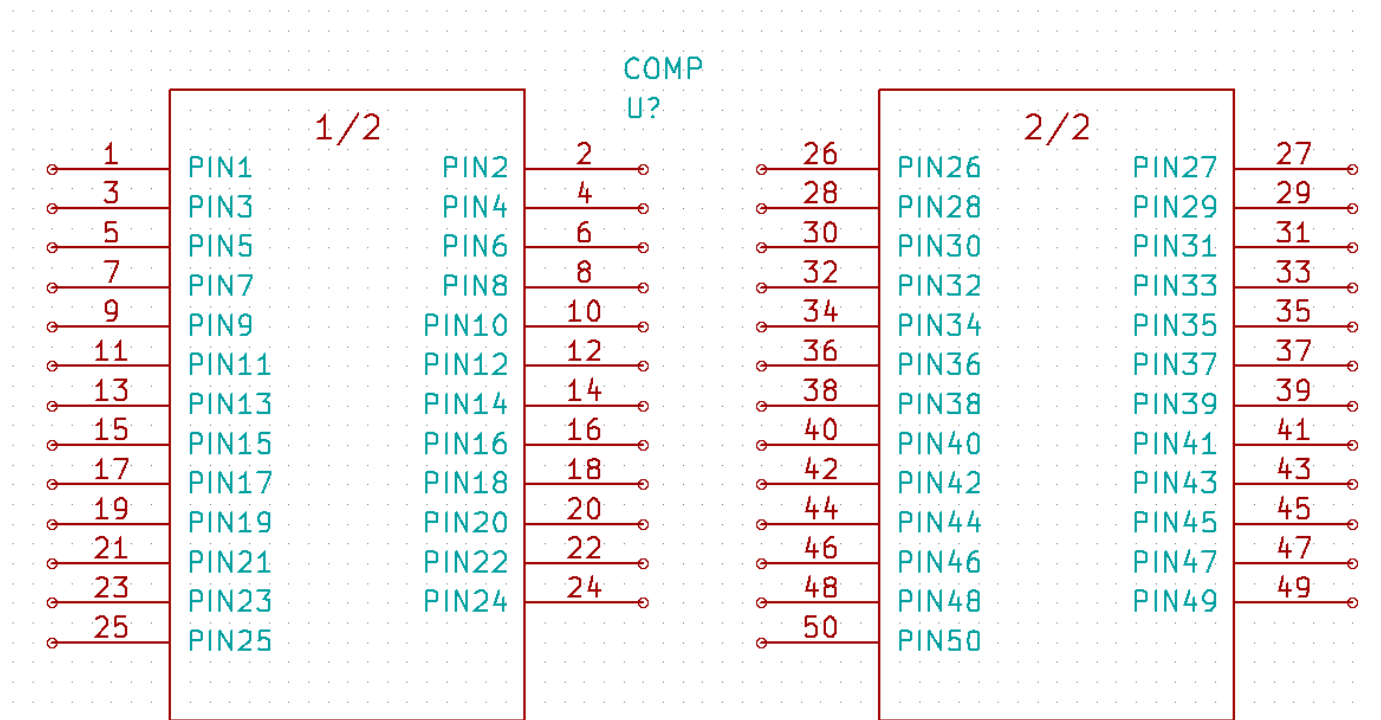 COMP
U?
1/2 2/2
1 2 26 27
PIN1 PIN2 PIN26 PIN27
3 4 28 29
PIN3 PIN4 PIN28 PIN29
5 6 30 31
PIN5 PIN6 PIN30 PIN31
7 8 32 33
PIN7 PIN8 PIN32 PIN33
9 10 34 35
PIN9 PIN10 PIN34 PIN35
11 12 36 37
PIN11 PIN12 PIN36 PIN37
13 14 38 39
PIN13 PIN14 PIN38 PIN39
15 16 40 41
PIN15 PIN16 PIN40 PIN41
17 18 42 43
PIN17 PIN18 PIN42 PIN43
19 20 44 45
PIN19 PIN20 PIN44 PIN45
21 22 46 47
PIN21 PIN22 PIN46 PIN47
23 24 48 49
PIN23 PIN24 PIN48 PIN49
25 50
PIN25 PIN50